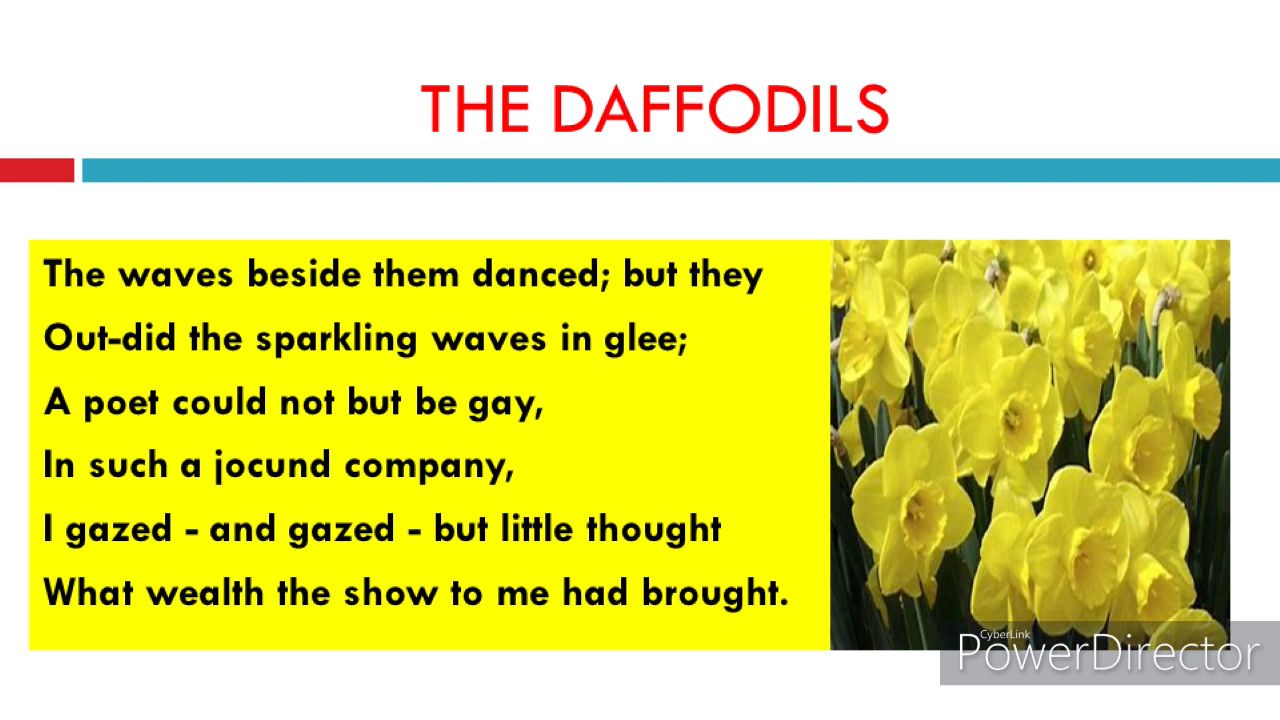 THE DAFFODILS
The waves beside them danced; but they
Out-did the sparkling waves in glee;
A poet could not but be gay,
In such a jocund company,
I gazed - and gazed - but little thought
What wealth the show to me had brought.
CyberLink
PowerDirector